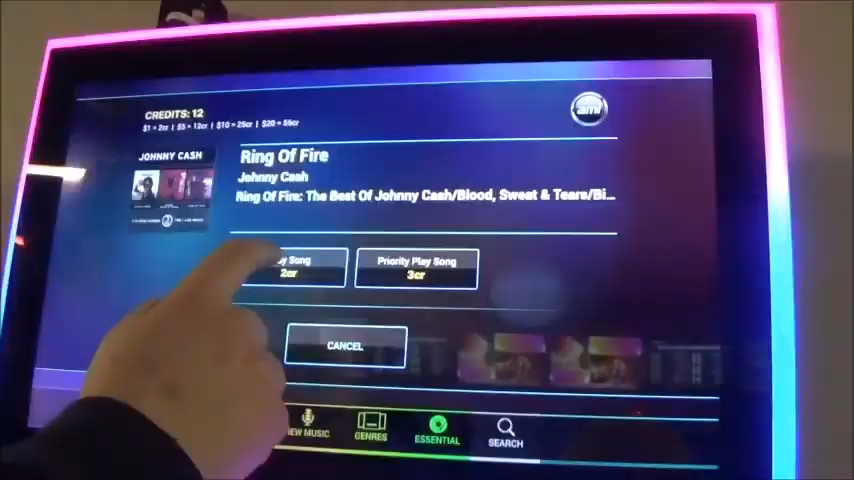 CREDITS: 12
$1 = 2cr | $5 = 12cr | $10 = 25cr | $20 = 55cr
ami
JOHNNY CASH
Ring Of Fire
Johnny Cash
Ring Of Fire: The Best Of Johnny Cash/Blood, Sweat & Tears/Bi...
Song
2cr
Priority Play Song
3cr
CANCEL
MUSIC
GENRES
ESSENTIAL
SEARCH